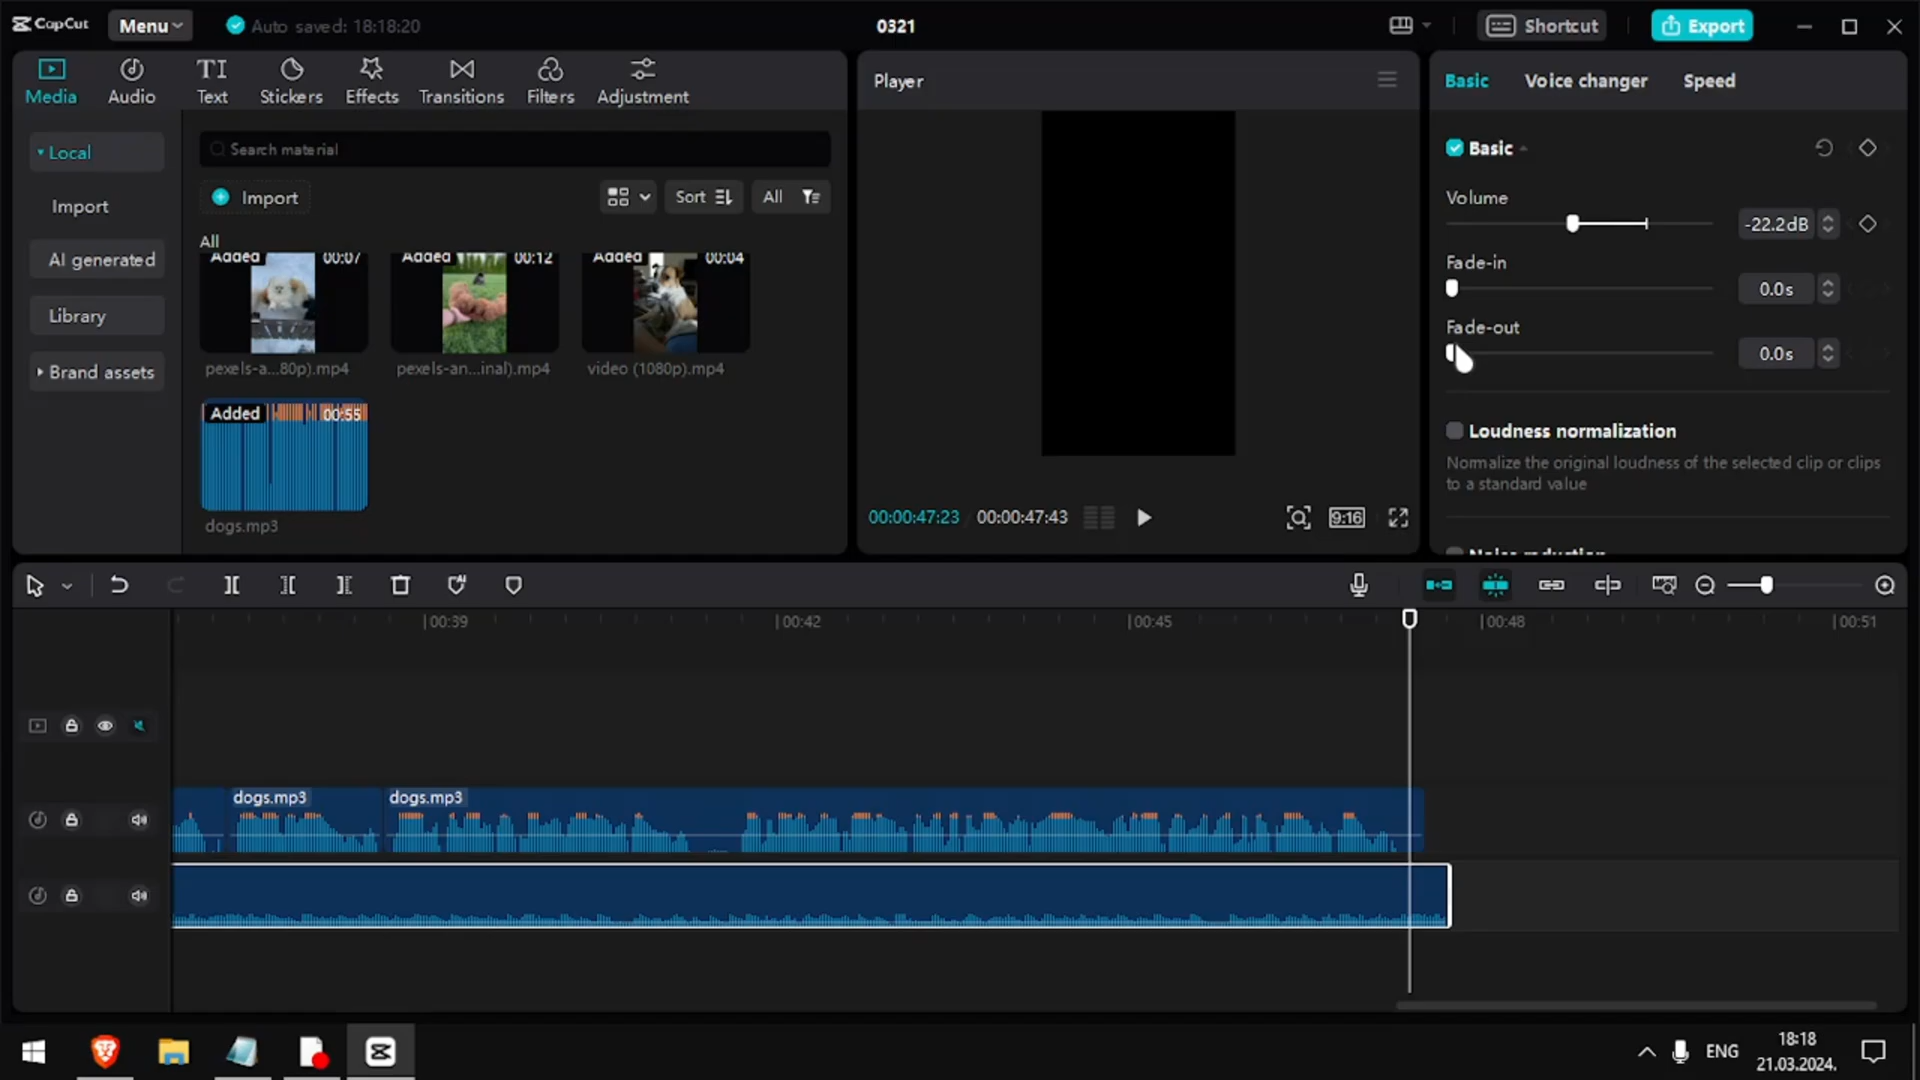 CapCut
Menu
Auto saved: 18:18:20
0321
Shortcut
Export
Media
Audio
TI
Text
Stickers
Effects
Transitions
Filters
Adjustment
Player
Basic
Voice changer
Speed
Local
Import
AI generated
Library
Brand assets
Search material
Import
Sort
All
All
Added 00:07
Added 00:12
Added 00:04
pexels-a...80p).mp4
pexels-an...inal).mp4
video (1080p).mp4
Added 00:55
dogs.mp3
00:00:47:23
00:00:47:43
9:16
Basic
Volume
-22.2dB
Fade-in
0.0s
Fade-out
0.0s
Loudness normalization
Normalize the original loudness of the selected clip or clips
to a standard value
Noise reduction
00:39
00:42
00:45
00:48
00:51
dogs.mp3
dogs.mp3
ENG
18:18
21.03.2024.